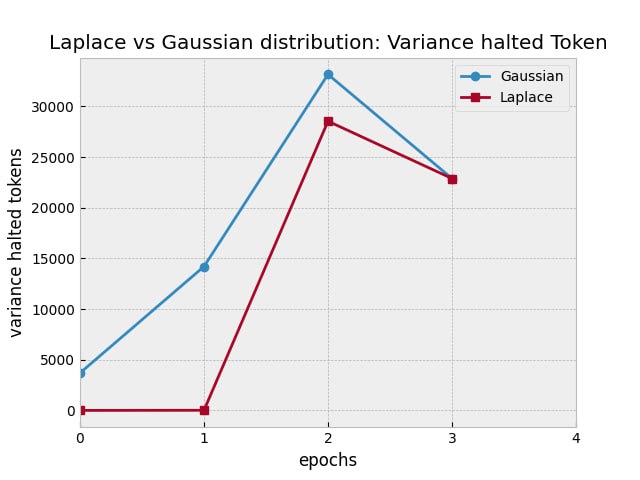 Laplace vs Gaussian distribution: Variance halted Token
Gaussian
Laplace
variance halted tokens
30000
25000
20000
15000
10000
5000
0
0 1 2 3 4
epochs